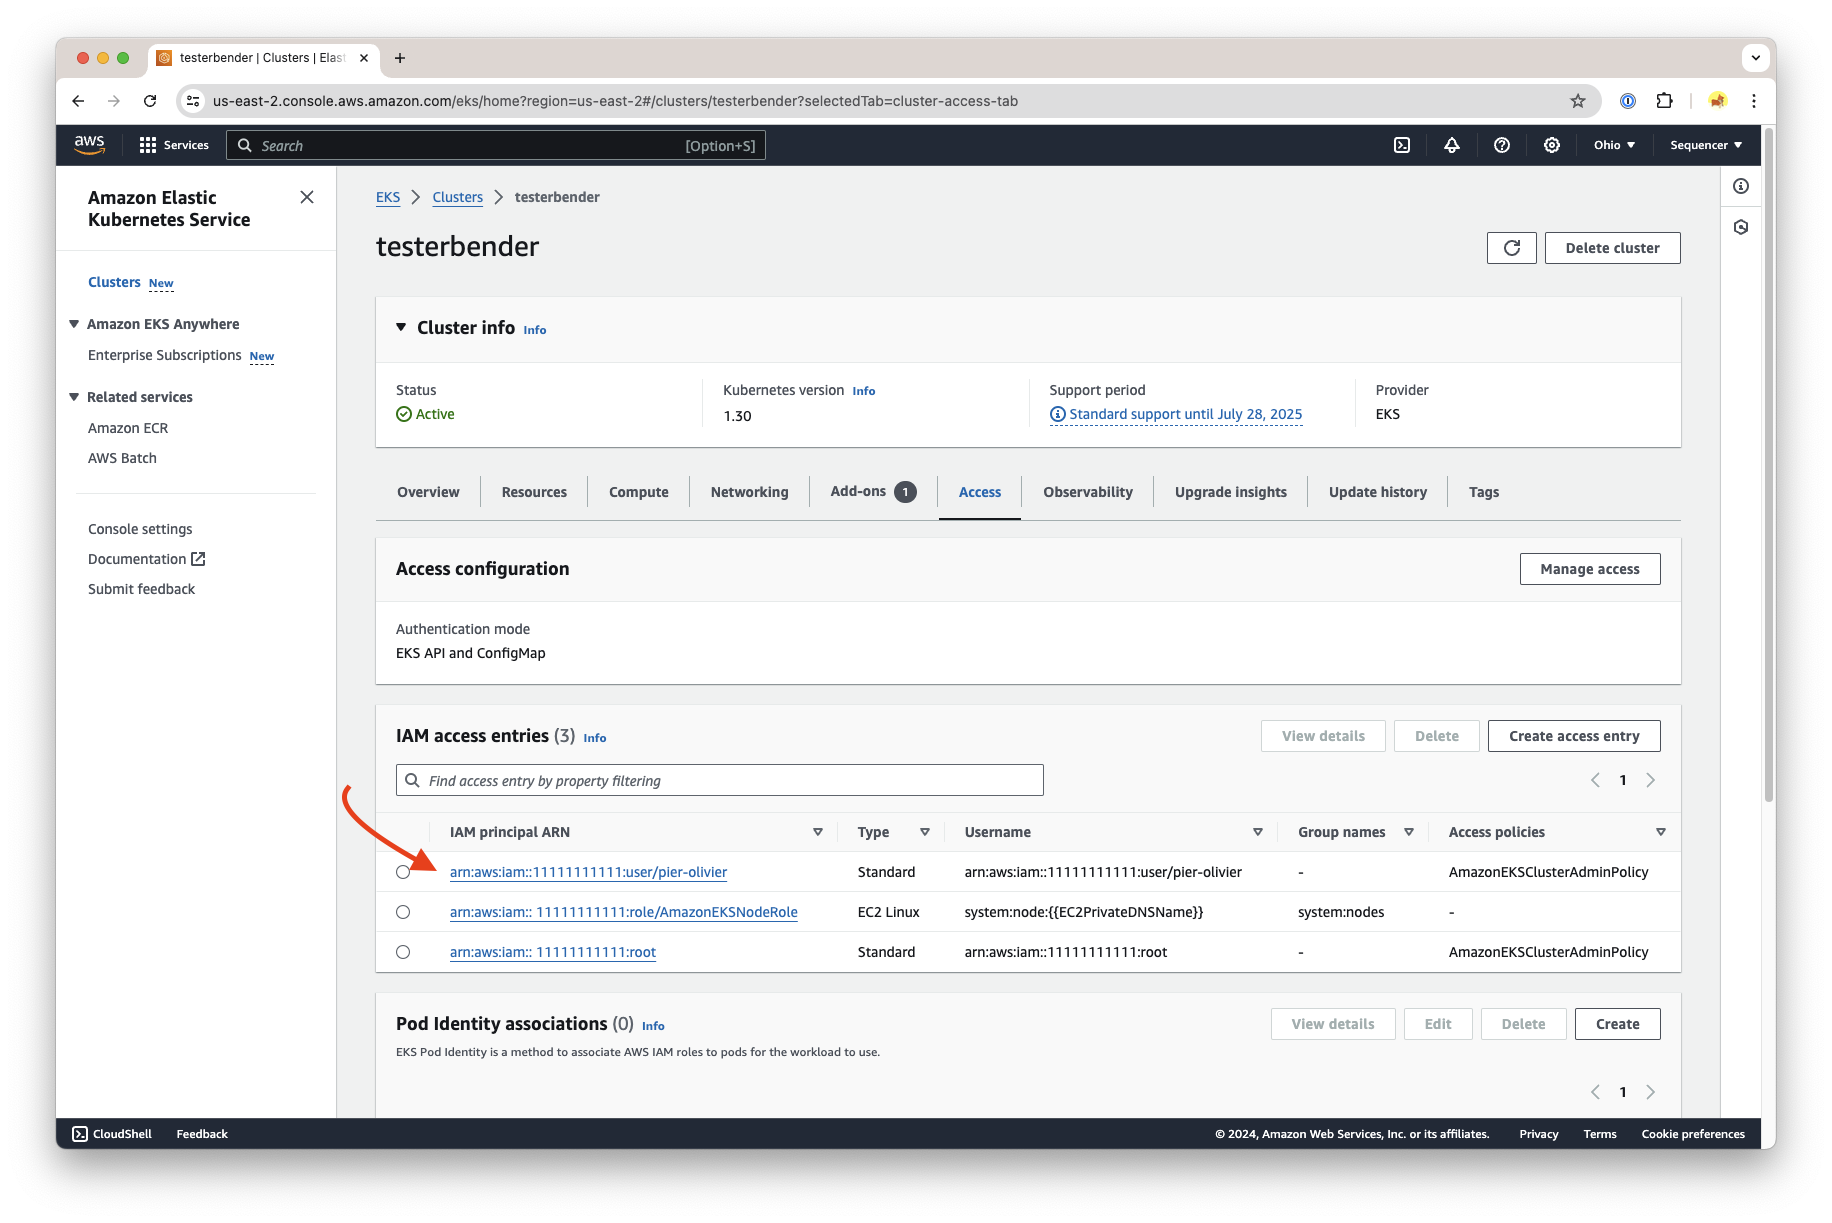 testerbender | Clusters | Elast
us-east-2.console.aws.amazon.com/eks/home?region=us-east-2#/clusters/testerbender?selectedTab=cluster-access-tab
aws Services Search [Option+S] Ohio Sequencer
Amazon Elastic
Kubernetes Service
Clusters New
Amazon EKS Anywhere
Enterprise Subscriptions New
Related services
Amazon ECR
AWS Batch
Console settings
Documentation
Submit feedback
EKS > Clusters > testerbender
testerbender
Delete cluster
Cluster info Info
Status
Active
Kubernetes version Info
1.30
Support period
Standard support until July 28, 2025
Provider
EKS
Overview Resources Compute Networking Add-ons 1 Access Observability Upgrade insights Update history Tags
Access configuration
Manage access
Authentication mode
EKS API and ConfigMap
IAM access entries (3) Info
View details Delete Create access entry
Find access entry by property filtering
1
IAM principal ARN Type Username Group names Access policies
arn:aws:iam::11111111111:user/pier-olivier Standard arn:aws:iam::11111111111:user/pier-olivier - AmazonEKSClusterAdminPolicy
arn:aws:iam:: 11111111111:role/AmazonEKSNodeRole EC2 Linux system:node:{{EC2PrivateDNSName}} system:nodes -
arn:aws:iam:: 11111111111:root Standard arn:aws:iam::11111111111:root - AmazonEKSClusterAdminPolicy
Pod Identity associations (0) Info
View details Edit Delete Create
EKS Pod Identity is a method to associate AWS IAM roles to pods for the workload to use.
1
CloudShell Feedback © 2024, Amazon Web Services, Inc. or its affiliates. Privacy Terms Cookie preferences